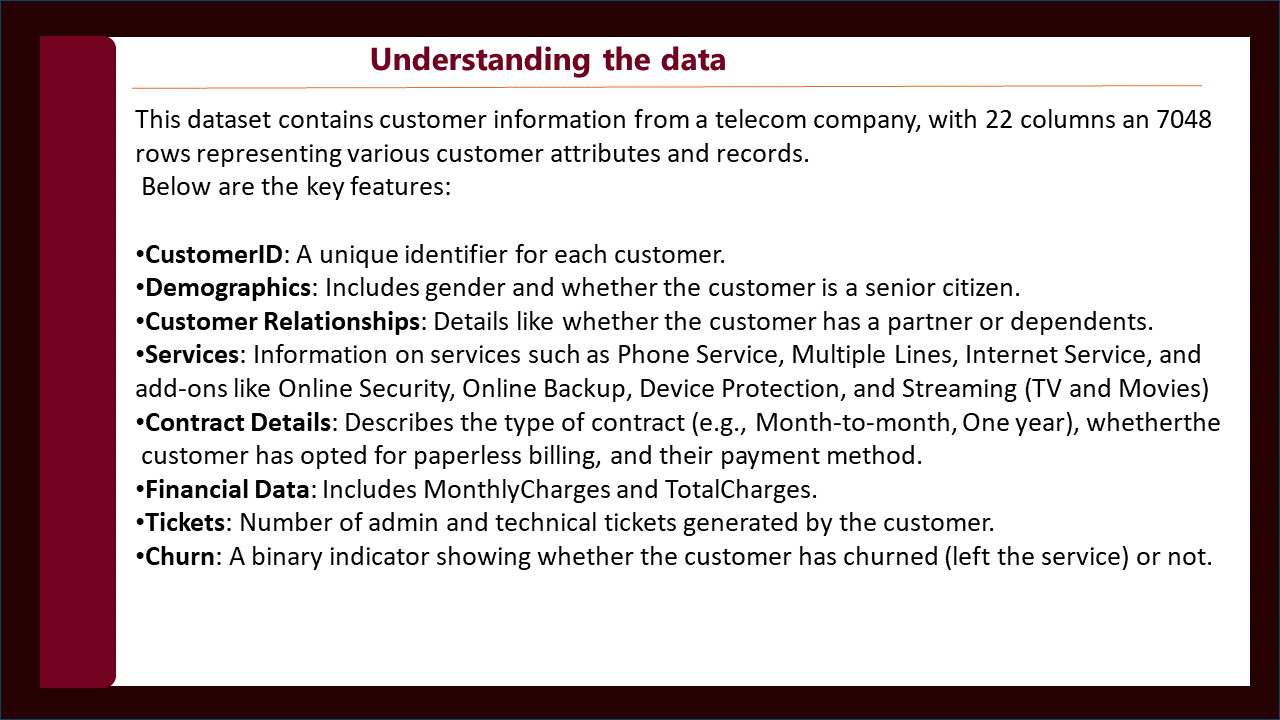 Understanding the data
This dataset contains customer information from a telecom company, with 22 columns an 7048
rows representing various customer attributes and records.
Below are the key features:
•CustomerID: A unique identifier for each customer.
•Demographics: Includes gender and whether the customer is a senior citizen.
•Customer Relationships: Details like whether the customer has a partner or dependents.
•Services: Information on services such as Phone Service, Multiple Lines, Internet Service, and
add-ons like Online Security, Online Backup, Device Protection, and Streaming (TV and Movies)
•Contract Details: Describes the type of contract (e.g., Month-to-month, One year), whetherthe
customer has opted for paperless billing, and their payment method.
•Financial Data: Includes MonthlyCharges and TotalCharges.
•Tickets: Number of admin and technical tickets generated by the customer.
•Churn: A binary indicator showing whether the customer has churned (left the service) or not.